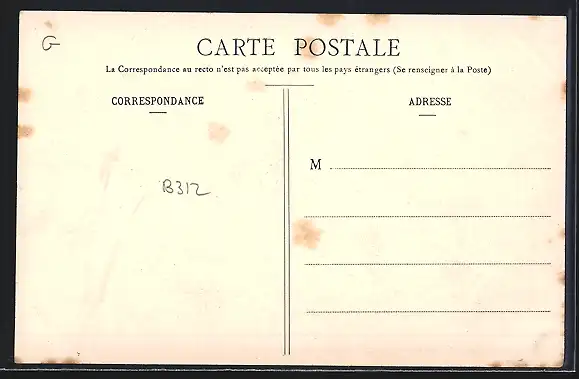 G
CARTE POSTALE
La Correspondance au recto n'est pas acceptée par tous les pays étrangers (Se renseigner à la Poste)
CORRESPONDANCE
ADRESSE
M
B312